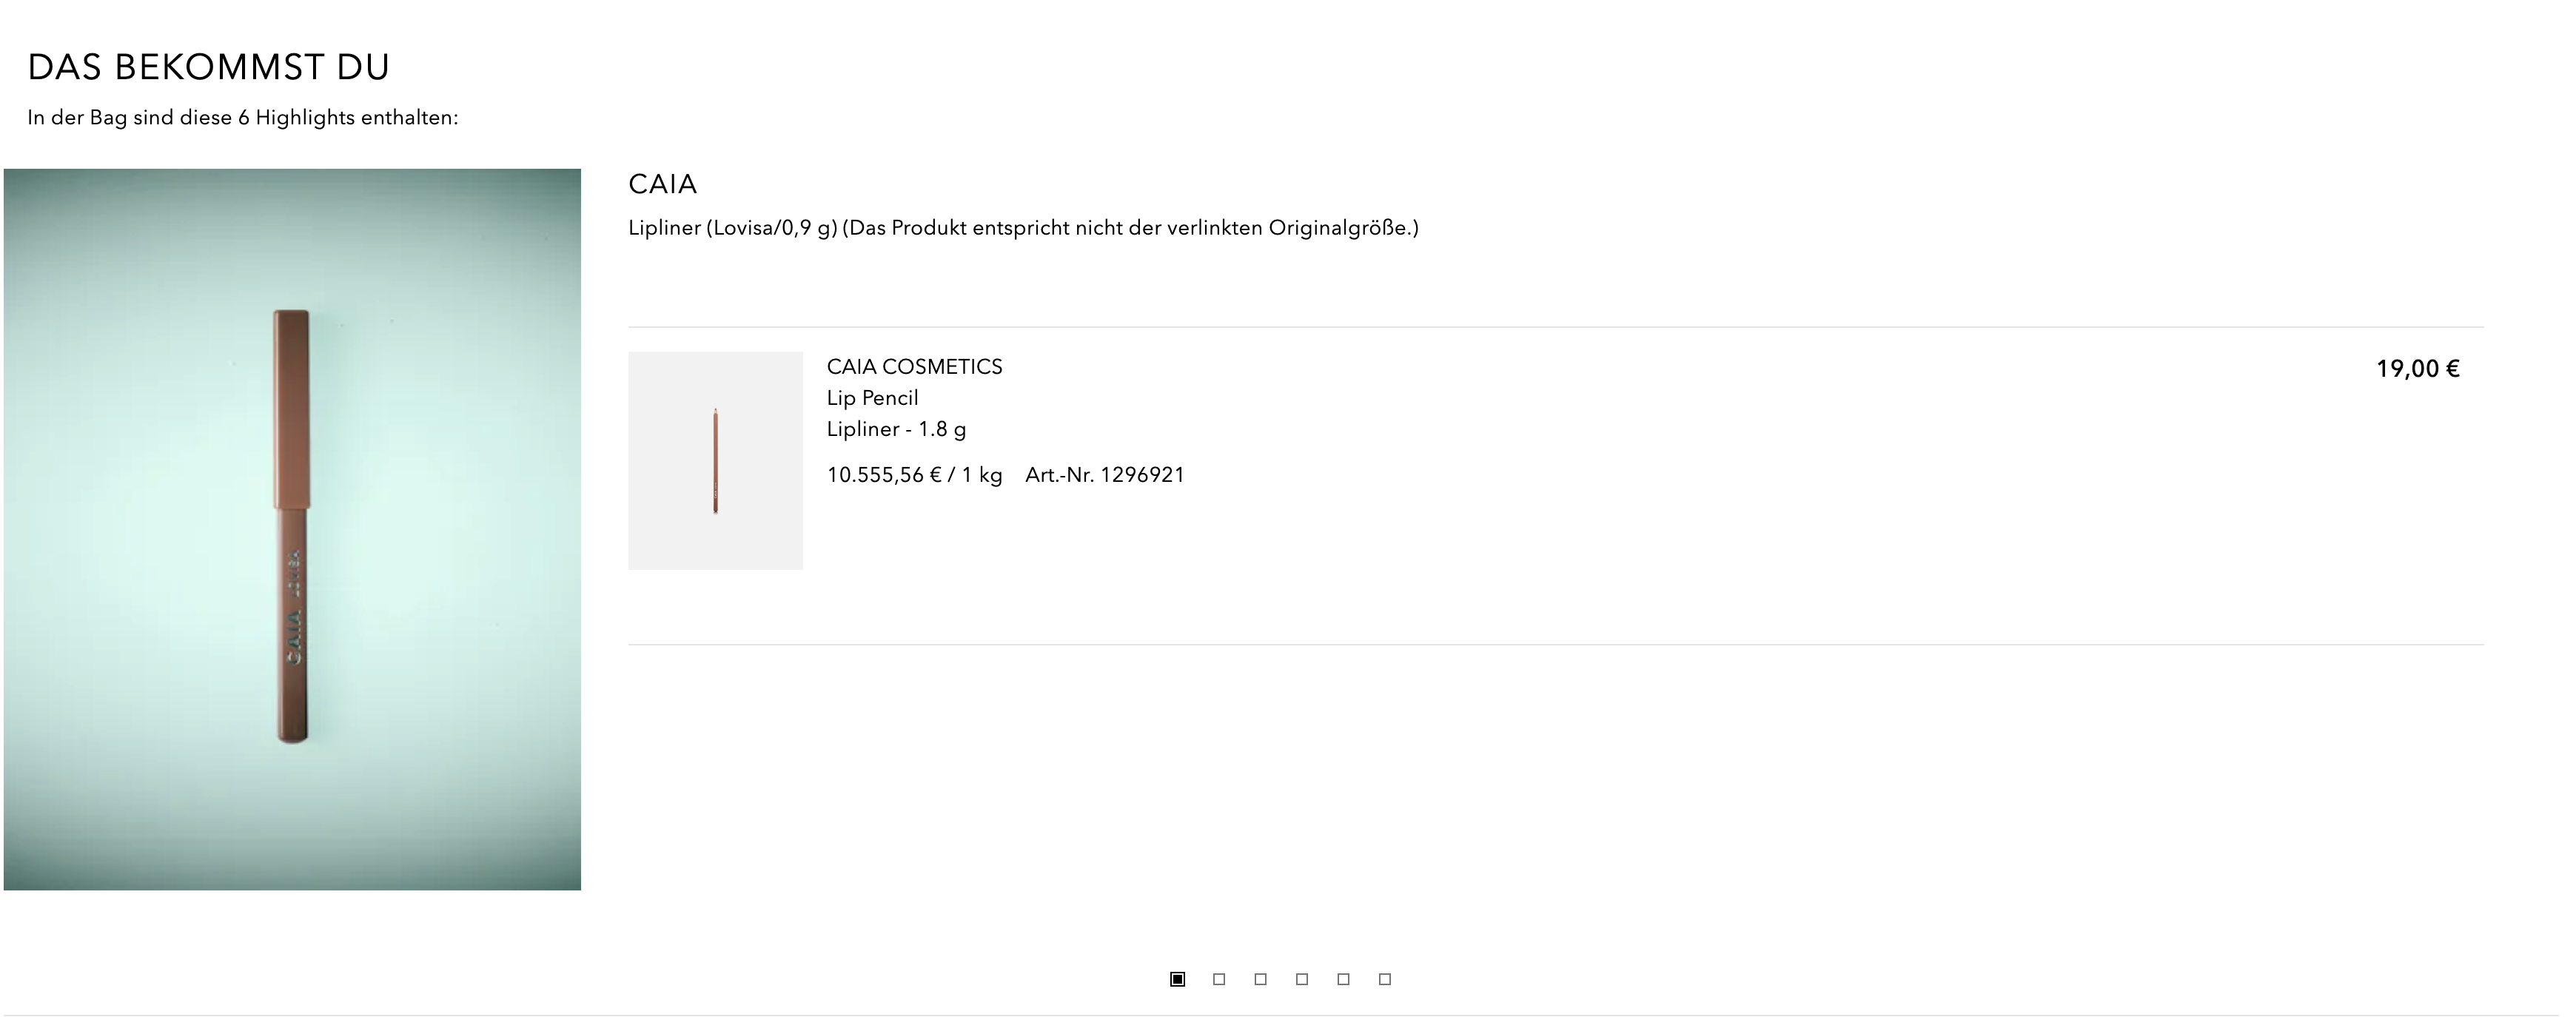 DAS BEKOMMST DU
In der Bag sind diese 6 Highlights enthalten:
CAIA
Lipliner (Lovisa/0,9 g) (Das Produkt entspricht nicht der verlinkten Originalgröße.)
CAIA
CAIA COSMETICS
19,00 €
Lip Pencil
Lipliner - 1.8 g
10.555,56 € / 1 kg Art.-Nr. 1296921